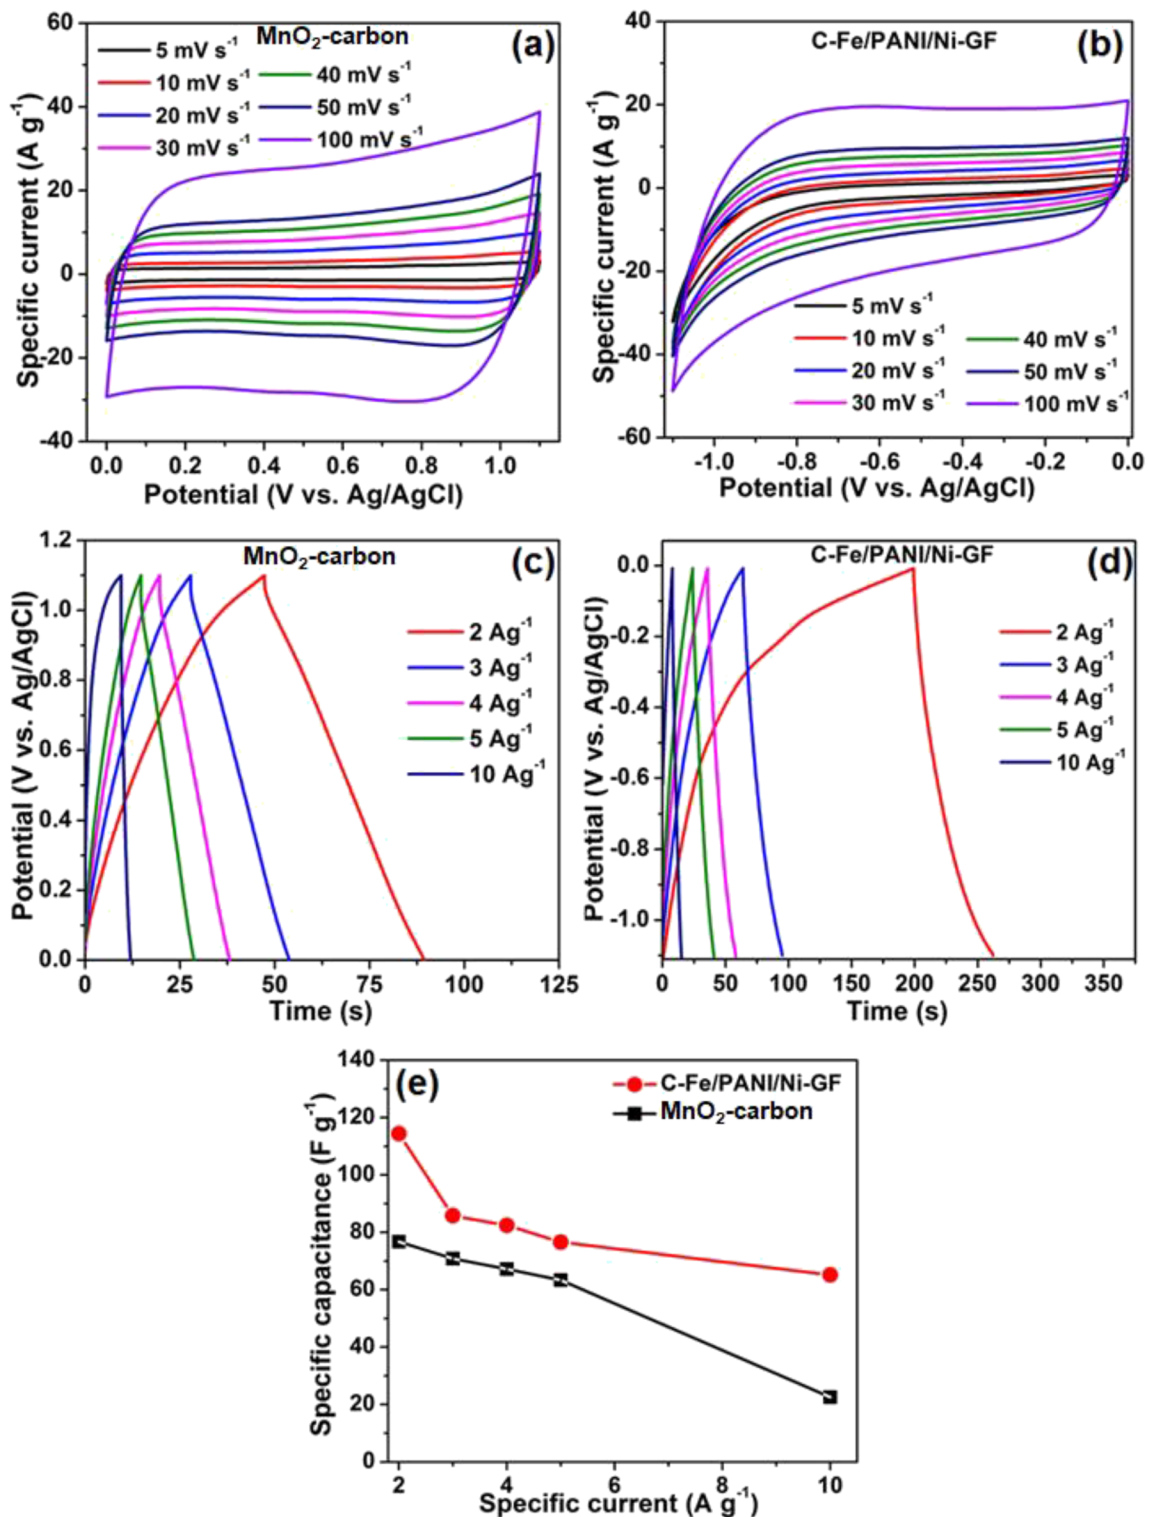 (a)
MnO2-carbon
5 mV s-1
10 mV s-1
20 mV s-1
30 mV s-1
40 mV s-1
50 mV s-1
100 mV s-1
60
40
20
0
-20
-40
Specific current (A g-1)
0.0 0.2 0.4 0.6 0.8 1.0
Potential (V vs. Ag/AgCl)
(b)
C-Fe/PANI/Ni-GF
40
20
0
-20
-40
-60
Specific current (A g-1)
5 mV s-1
10 mV s-1
20 mV s-1
30 mV s-1
40 mV s-1
50 mV s-1
100 mV s-1
-1.0 -0.8 -0.6 -0.4 -0.2 0.0
Potential (V vs. Ag/AgCl)
(c)
MnO2-carbon
1.2
1.0
0.8
0.6
0.4
0.2
0.0
Potential (V vs. Ag/AgCl)
2 Ag-1
3 Ag-1
4 Ag-1
5 Ag-1
10 Ag-1
0 25 50 75 100 125
Time (s)
(d)
C-Fe/PANI/Ni-GF
0.0
-0.2
-0.4
-0.6
-0.8
-1.0
Potential (V vs. Ag/AgCl)
2 Ag-1
3 Ag-1
4 Ag-1
5 Ag-1
10 Ag-1
0 50 100 150 200 250 300 350
Time (s)
(e)
C-Fe/PANI/Ni-GF
MnO2-carbon
140
120
100
80
60
40
20
0
Specific capacitance (F g-1)
2 4 6 8 10
Specific current (A g-1)